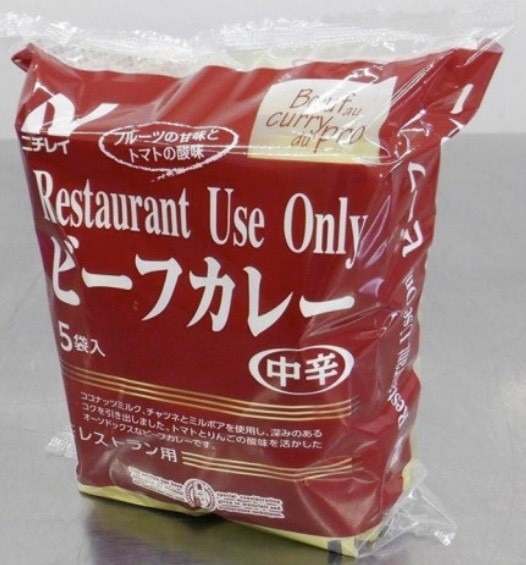 ニチレイ
フルーツの甘味と
トマトの酸味
Bœuf au
curry
du pro
Restaurant Use Only
ビーフカレー
5袋入
中辛
ココナッツミルク、チャツネとミルポアを使用し、深みのある
コクを引き出しました。トマトとりんごの酸味を活かした
オーソドックスなビーフカレーです。
レストラン用